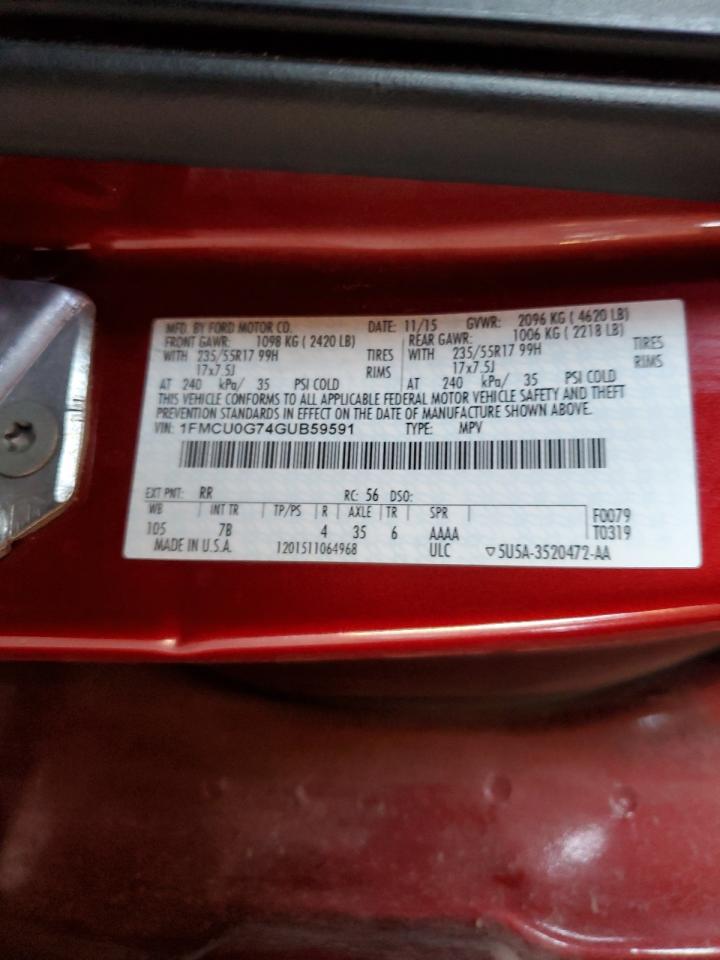 MFD. BY FORD MOTOR CO. DATE: 11/15 GVWR: 2096 KG ( 4620 LB)
FRONT GAWR: 1098 KG ( 2420 LB) REAR GAWR: 1006 KG ( 2218 LB)
WITH 235/55R17 99H TIRES WITH 235/55R17 99H TIRES
17x7.5J RIMS 17x7.5J RIMS
AT 240 kPa/ 35 PSI COLD AT 240 kPa/ 35 PSI COLD
THIS VEHICLE CONFORMS TO ALL APPLICABLE FEDERAL MOTOR VEHICLE SAFETY AND THEFT
PREVENTION STANDARDS IN EFFECT ON THE DATE OF MANUFACTURE SHOWN ABOVE.
VIN: 1FMCU0G74GUB59591 TYPE: MPV
EXT PNT: RR RC: 56 DSO:
WB INT TR TP/PS R AXLE TR SPR F0079
105 7B 4 35 6 AAAA T0319
MADE IN U.S.A. 1201511064968 ULC 5U5A-3520472-AA